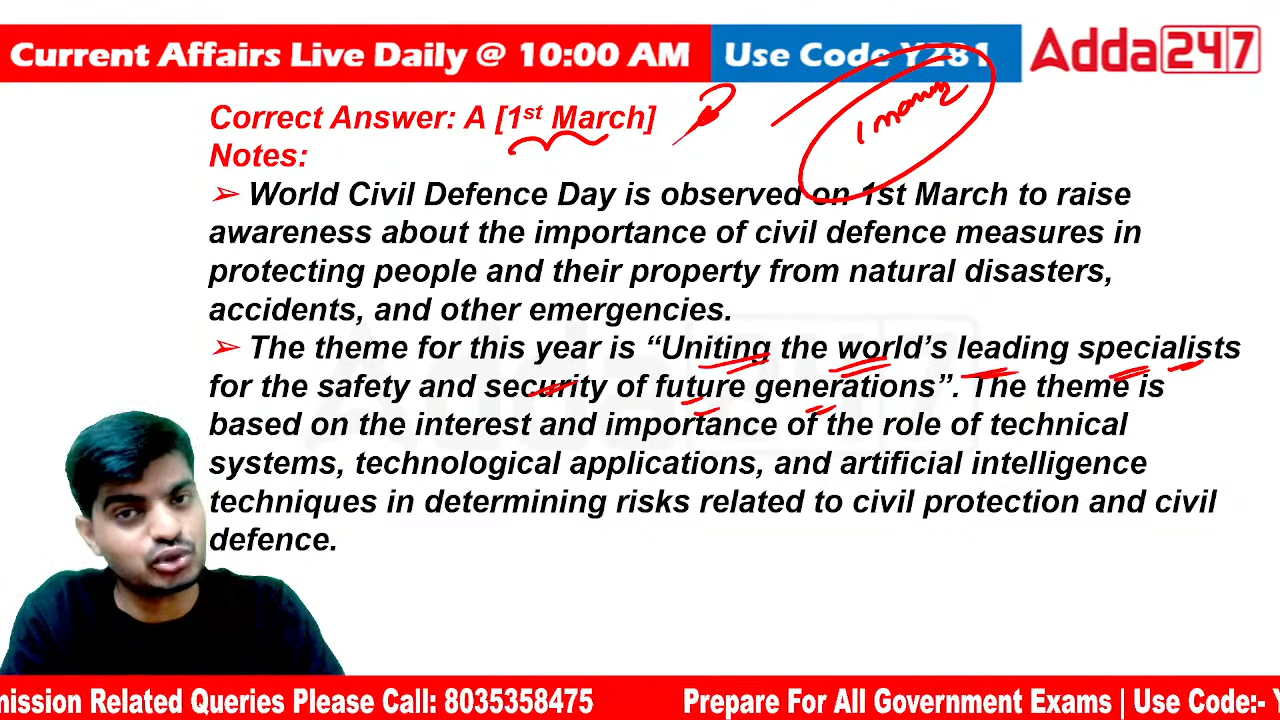 Current Affairs Live Daily @ 10:00 AM
Use Code Y281
Adda247
Correct Answer: A [1st March]
Notes:
➢ World Civil Defence Day is observed on 1st March to raise
awareness about the importance of civil defence measures in
protecting people and their property from natural disasters,
accidents, and other emergencies.
➢ The theme for this year is “Uniting the world’s leading specialists
for the safety and security of future generations”. The theme is
based on the interest and importance of the role of technical
systems, technological applications, and artificial intelligence
techniques in determining risks related to civil protection and civil
defence.
mission Related Queries Please Call: 8035358475
Prepare For All Government Exams | Use Code:- Y